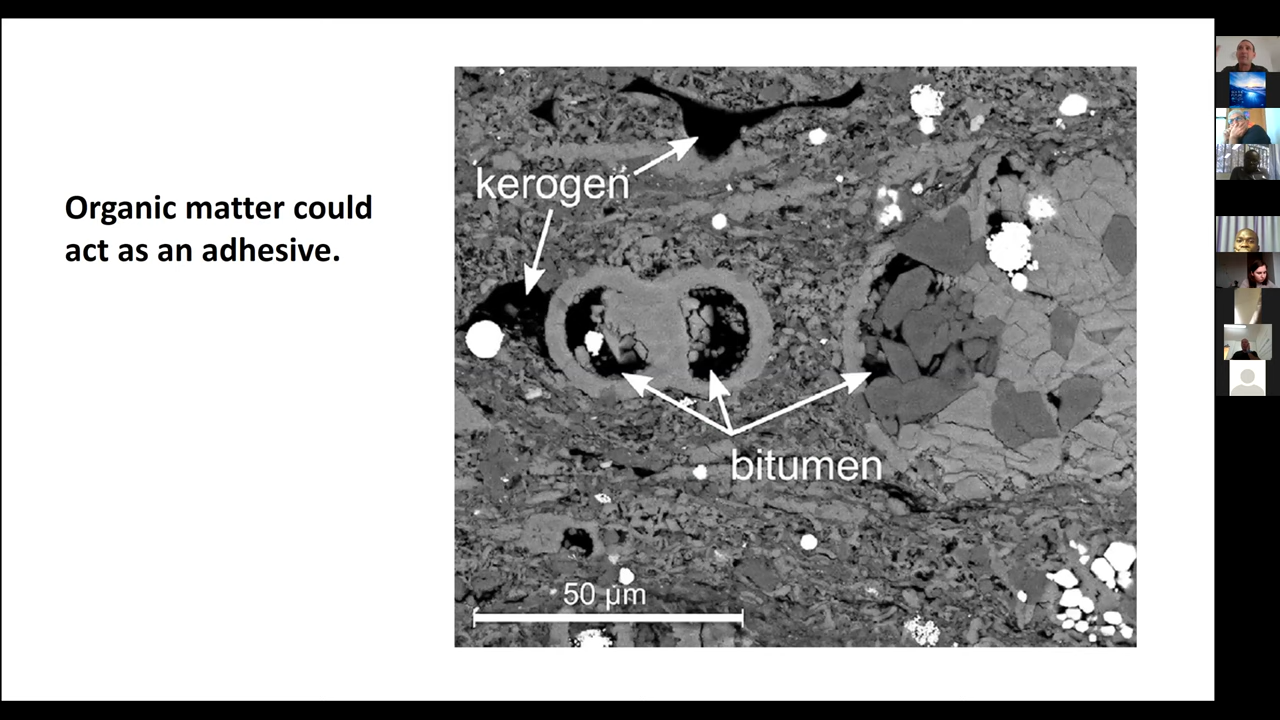 Organic matter could
act as an adhesive.
kerogen
bitumen
50 µm